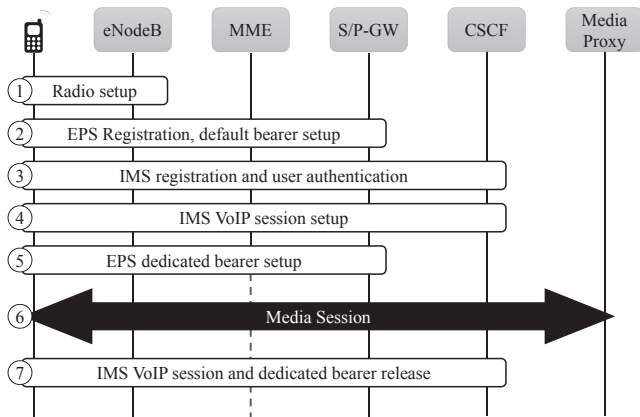 eNodeB
MME
S/P-GW
CSCF
Media
Proxy
1 Radio setup
2 EPS Registration, default bearer setup
3 IMS registration and user authentication
4 IMS VoIP session setup
5 EPS dedicated bearer setup
6 Media Session
7 IMS VoIP session and dedicated bearer release